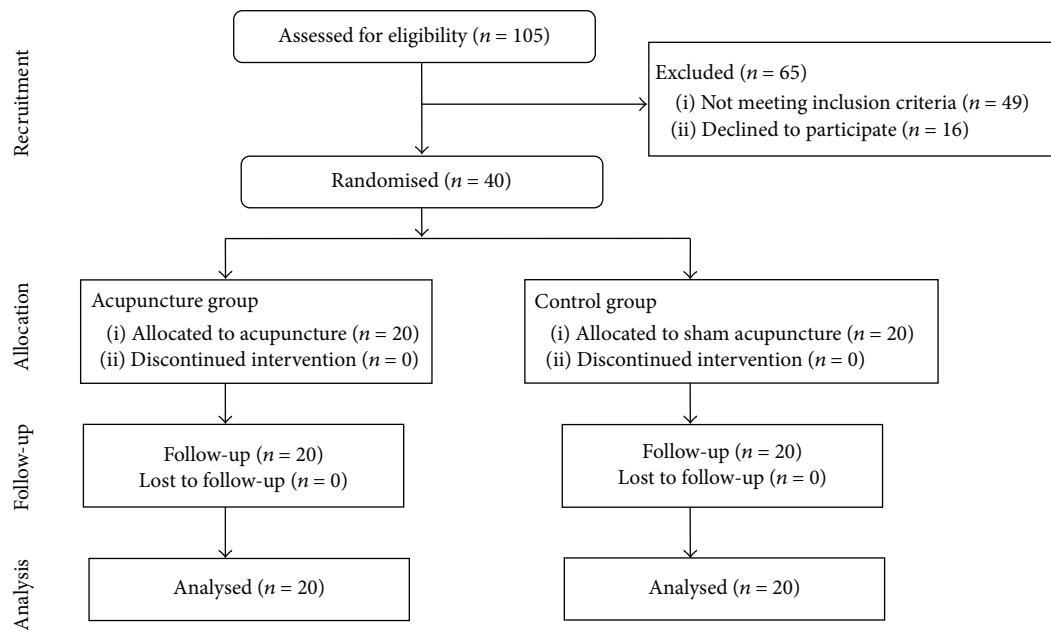 Recruitment
Assessed for eligibility (n = 105)
Excluded (n = 65)
(i) Not meeting inclusion criteria (n = 49)
(ii) Declined to participate (n = 16)
Randomised (n = 40)
Allocation
Acupuncture group
(i) Allocated to acupuncture (n = 20)
(ii) Discontinued intervention (n = 0)
Control group
(i) Allocated to sham acupuncture (n = 20)
(ii) Discontinued intervention (n = 0)
Follow-up
Follow-up (n = 20)
Lost to follow-up (n = 0)
Follow-up (n = 20)
Lost to follow-up (n = 0)
Analysis
Analysed (n = 20)
Analysed (n = 20)